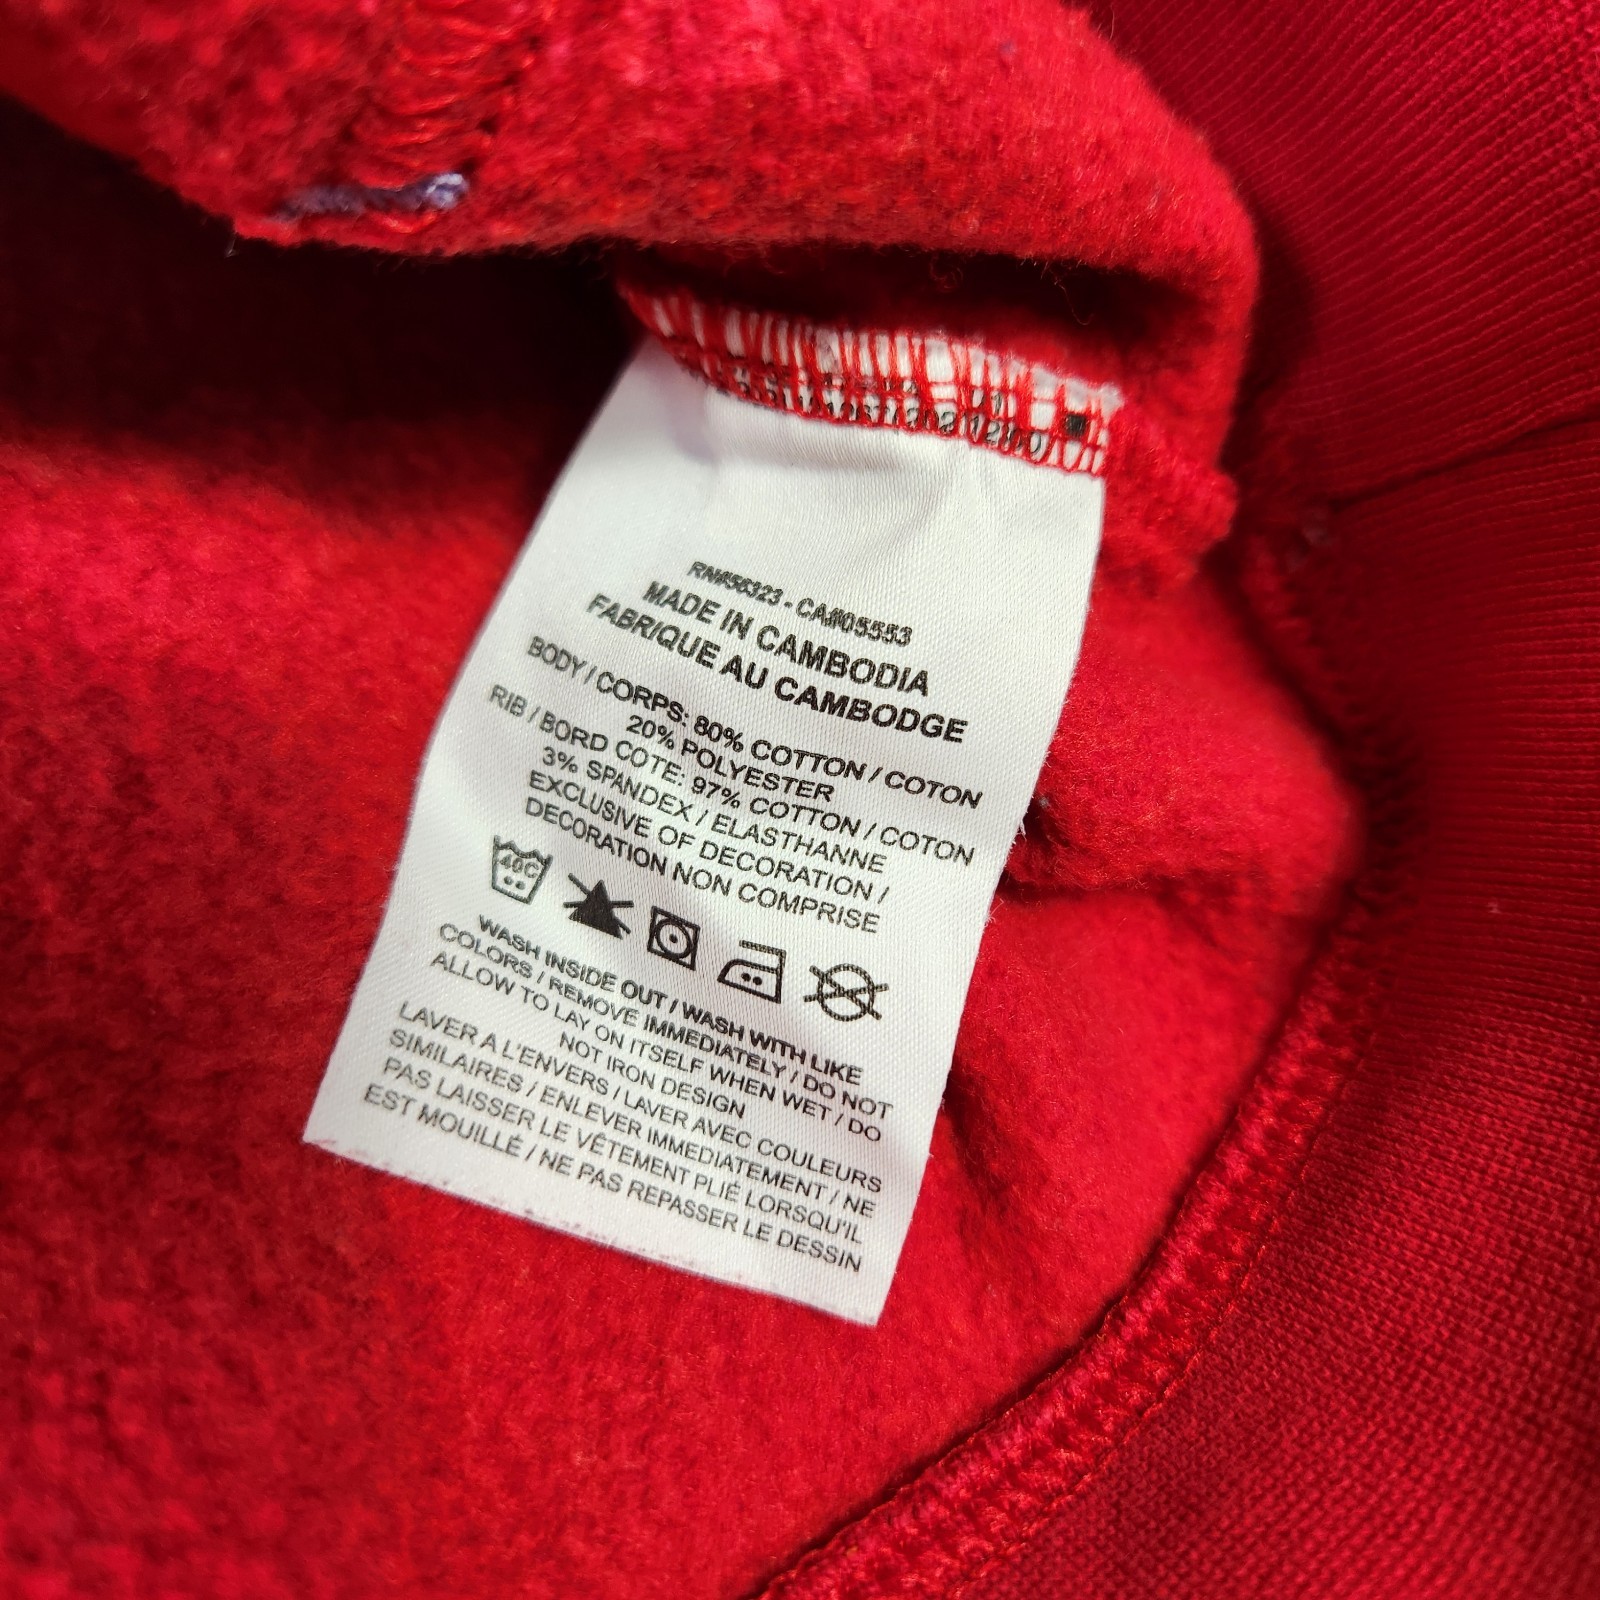 RN#56323 - CA#05553
MADE IN CAMBODIA
FABRIQUE AU CAMBODGE
BODY / CORPS: 80% COTTON / COTON
20% POLYESTER
RIB / BORD COTE: 97% COTTON / COTON
3% SPANDEX / ELASTHANNE
EXCLUSIVE OF DECORATION /
DECORATION NON COMPRISE
40C
WASH INSIDE OUT / WASH WITH LIKE
COLORS / REMOVE IMMEDIATELY / DO NOT
ALLOW TO LAY ON ITSELF WHEN WET / DO
NOT IRON DESIGN
LAVER A L'ENVERS / LAVER AVEC COULEURS
SIMILAIRES / ENLEVER IMMEDIATEMENT / NE
PAS LAISSER LE VÊTEMENT PLIÉ LORSQU'IL
EST MOUILLÉ / NE PAS REPASSER LE DESSIN